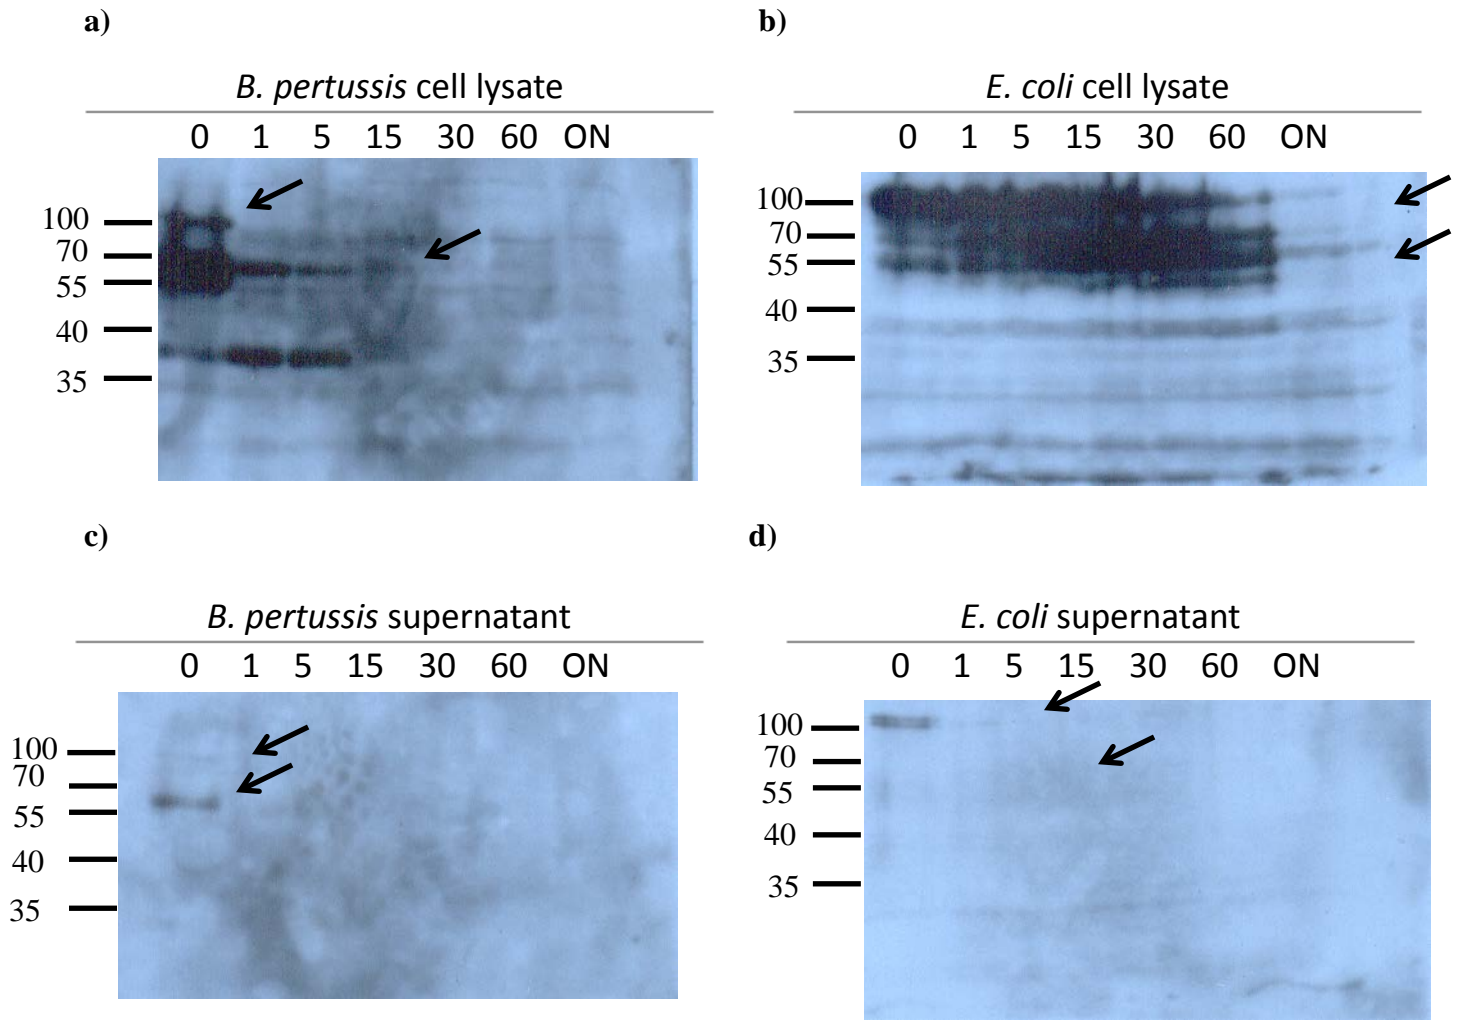 a)
B. pertussis cell lysate
0 1 5 15 30 60 ON
100
70
55
40
35
b)
E. coli cell lysate
0 1 5 15 30 60 ON
100
70
55
40
35
c)
B. pertussis supernatant
0 1 5 15 30 60 ON
100
70
55
40
35
d)
E. coli supernatant
0 1 5 15 30 60 ON
100
70
55
40
35